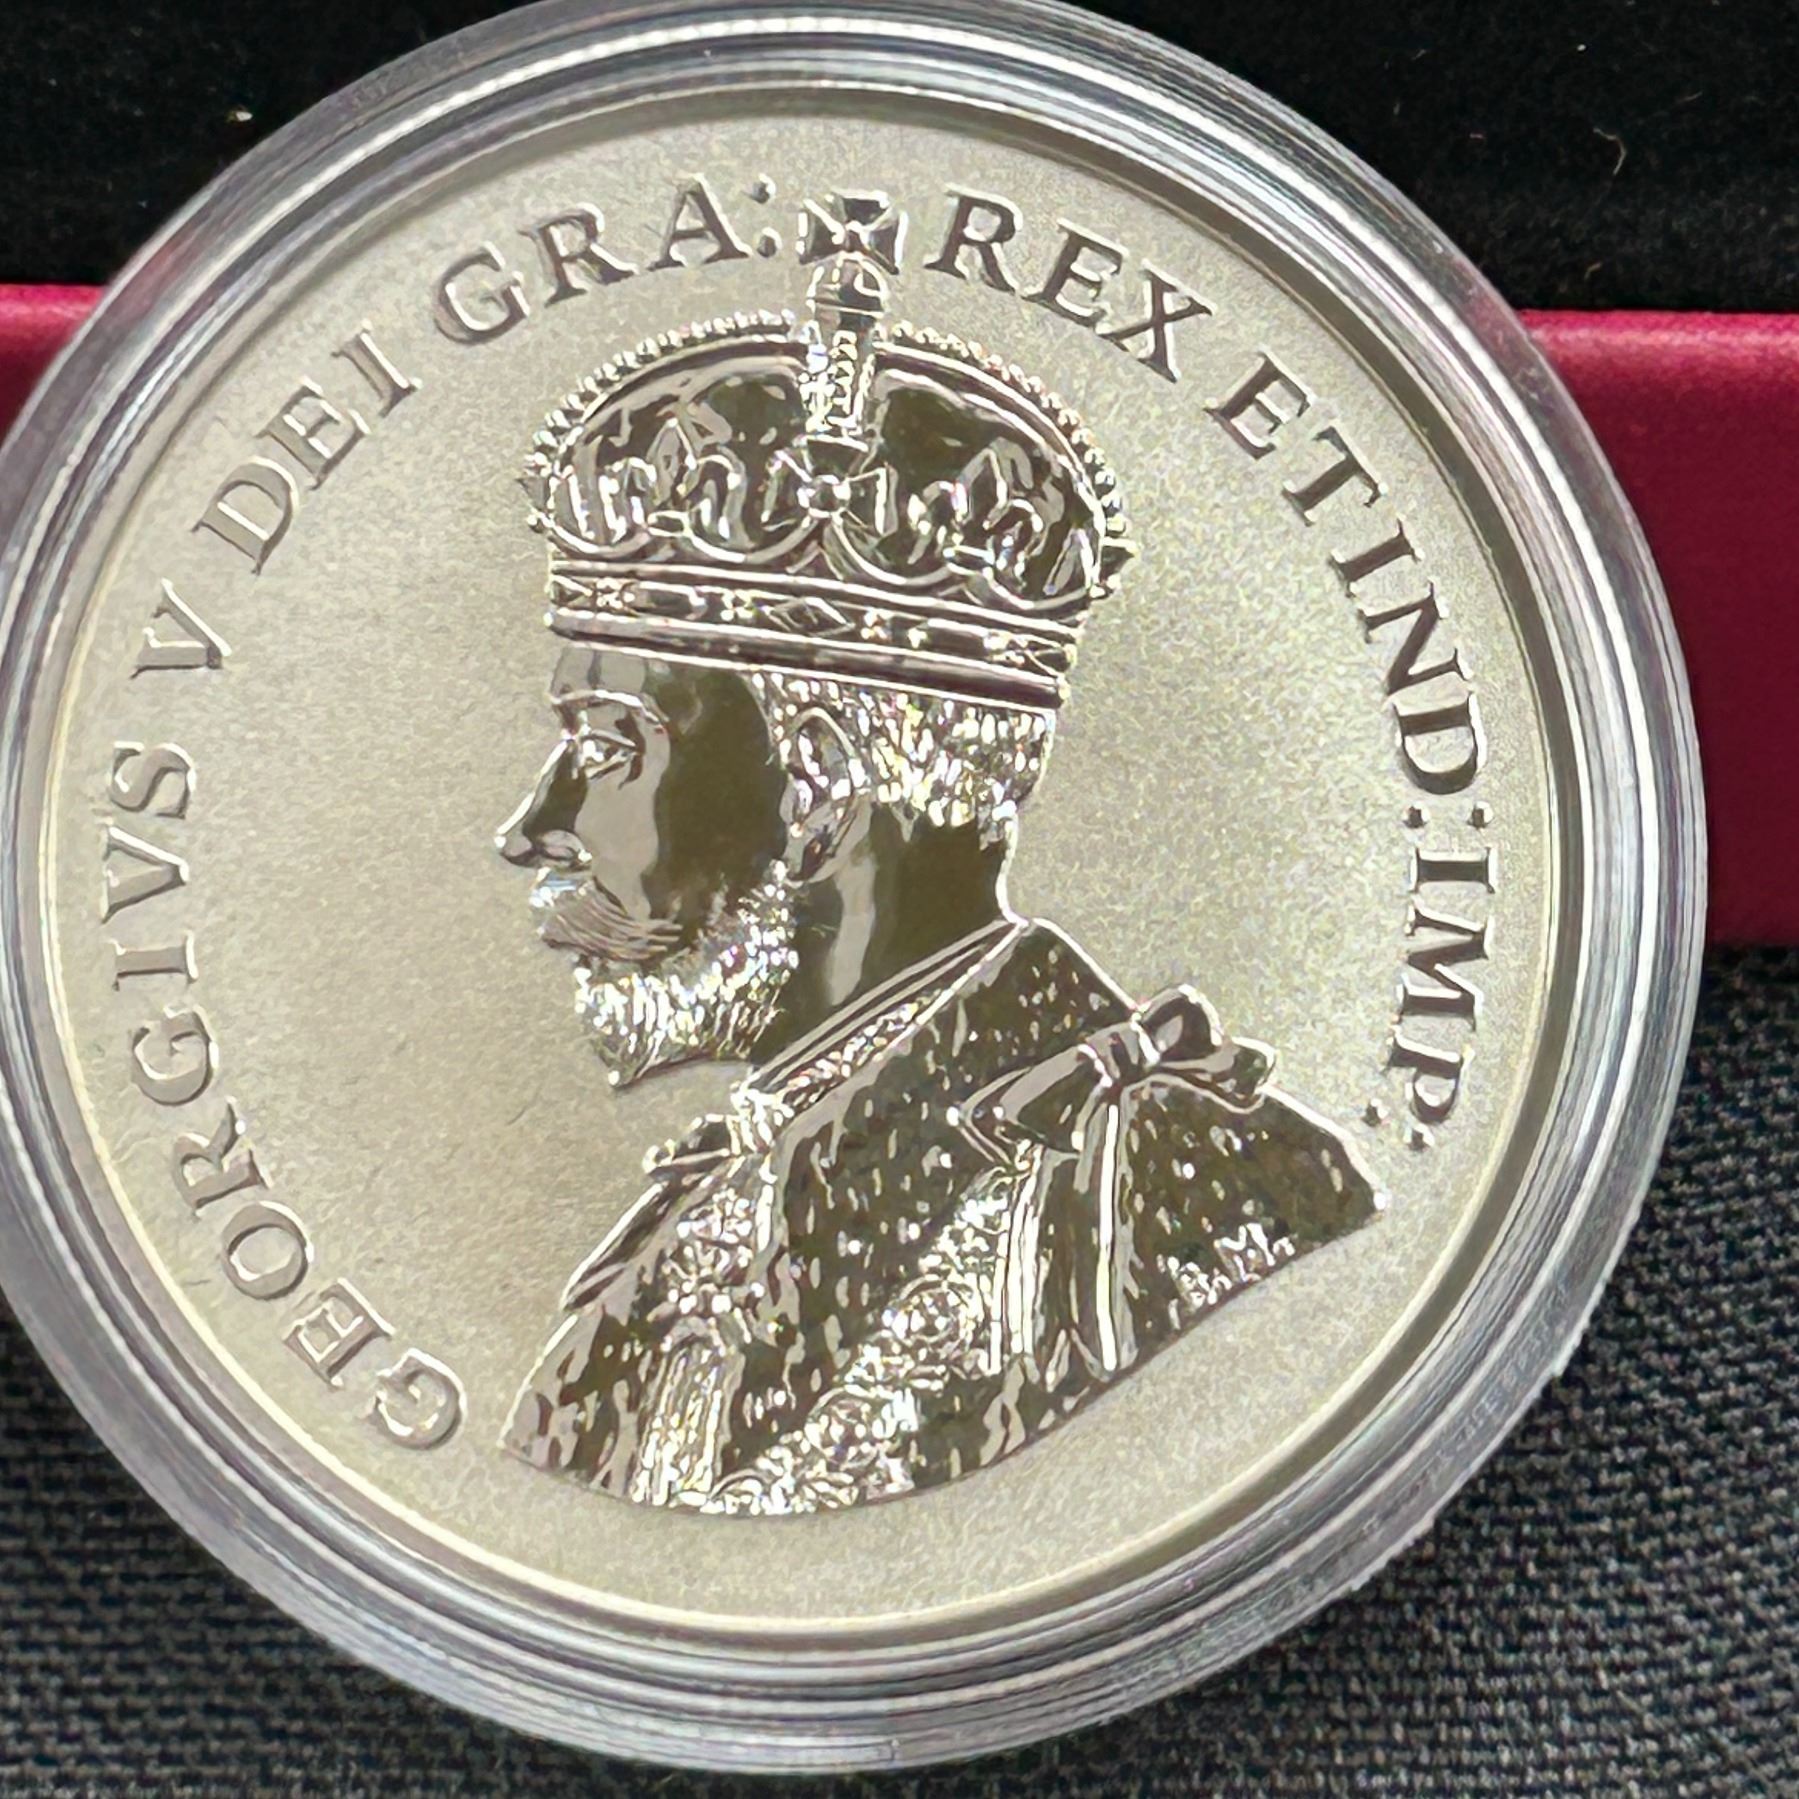 GEORGIVS V DEI GRA: REX ET IND: IMP: